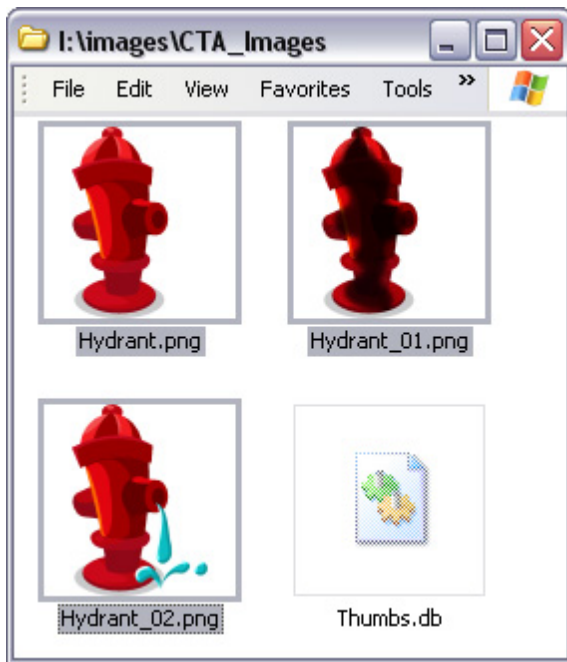 I:\images\CTA_Images
File Edit View Favorites Tools »
Hydrant.png Hydrant_01.png
Hydrant_02.png Thumbs.db